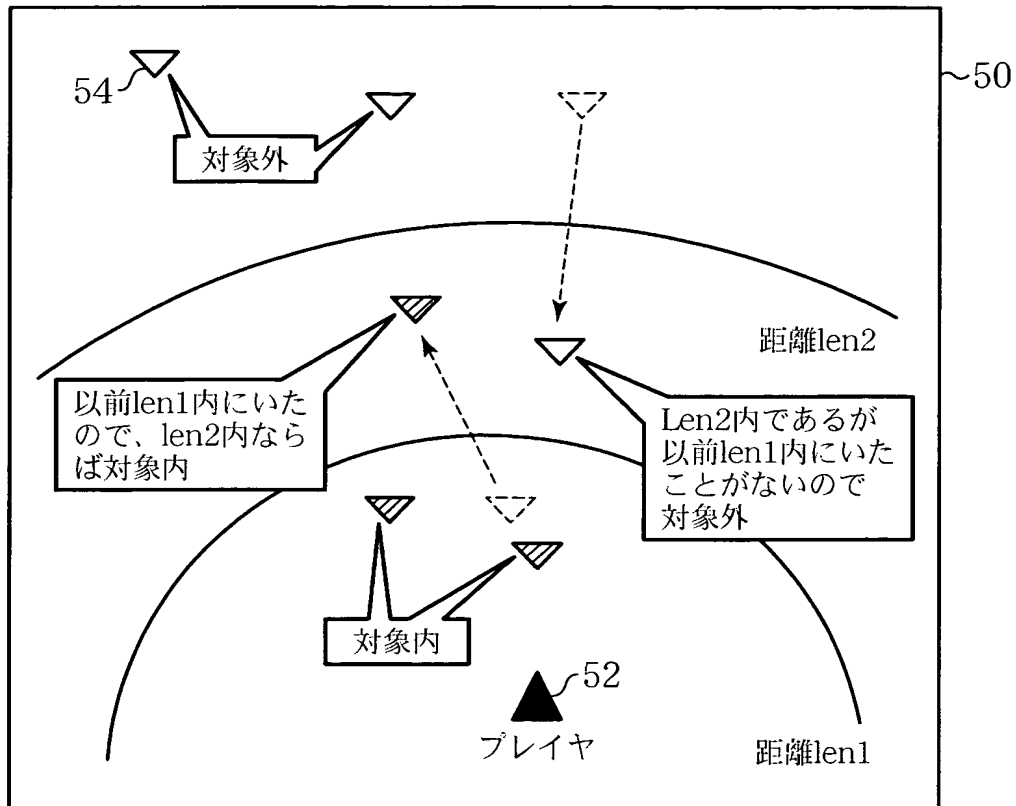 50
54
対象外
距離len2
以前len1内にいた
ので、len2内なら
ば対象内
Len2内であるが
以前len1内にいた
ことがないので
対象外
対象内
52
プレイヤ
距離len1